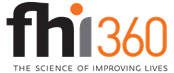 fhi360
THE SCIENCE OF IMPROVING LIVES